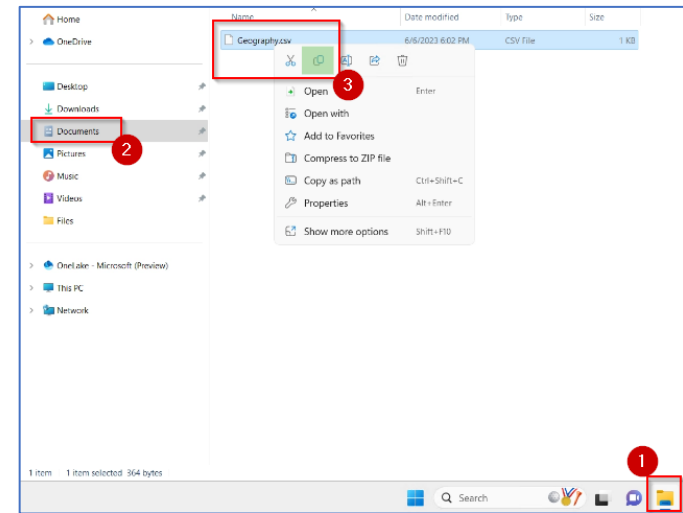 Home
Name
Date modified
Type
Size
OneDrive
Geography.csv
6/6/2023 6:02 PM
CSV File
1 KB
3
Desktop
Open
Enter
Downloads
Open with
Documents
2
Add to Favorites
Pictures
Compress to ZIP file
Music
Copy as path
Ctrl+Shift+C
Videos
Properties
Alt+Enter
Files
Show more options
Shift+F10
OneLake - Microsoft (Preview)
This PC
Network
1 item
1 item selected 364 bytes
1
Search